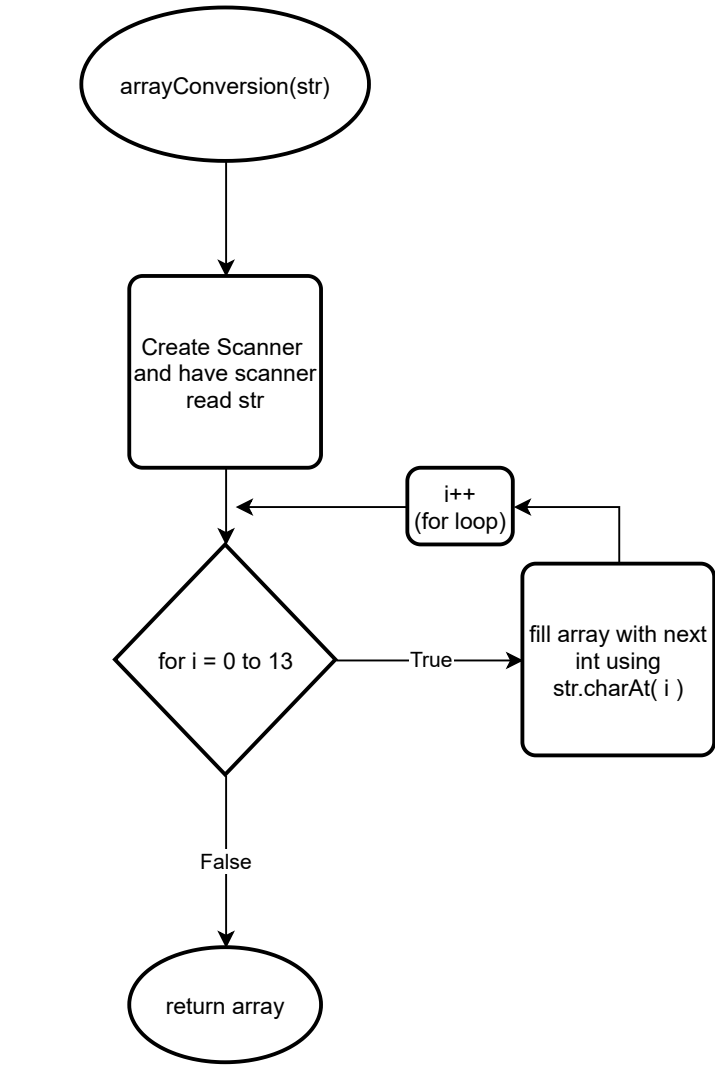 arrayConversion(str)
Create Scanner
and have scanner
read str
i++
(for loop)
for i = 0 to 13
True
fill array with next
int using
str.charAt( i )
False
return array